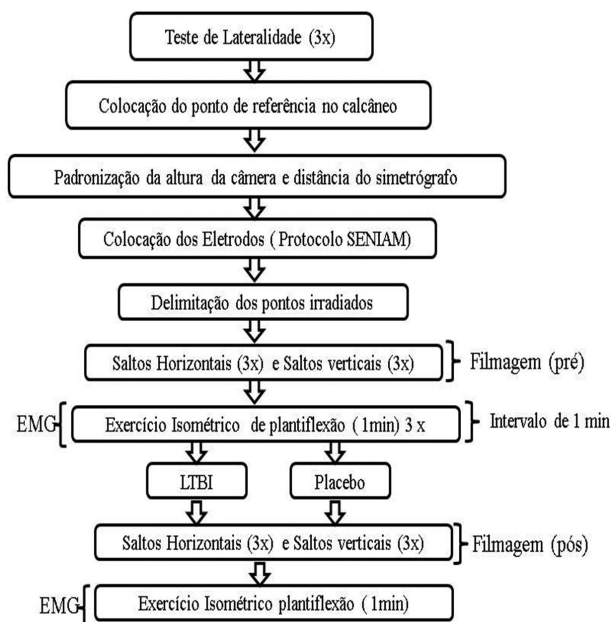 Teste de Lateralidade (3x)
Colocação do ponto de referência no calcâneo
Padronização da altura da câmera e distância do simetrógrafo
Colocação dos Eletrodos ( Protocolo SENIAM)
Delimitação dos pontos irradiados
Saltos Horizontais (3x) e Saltos verticais (3x)
Filmagem (pré)
EMG
Exercício Isométrico de plantiflexão ( 1min) 3 x
Intervalo de 1 min
LTBI
Placebo
Saltos Horizontais (3x) e Saltos verticais (3x)
Filmagem (pós)
EMG
Exercício Isométrico plantiflexão ( 1min)